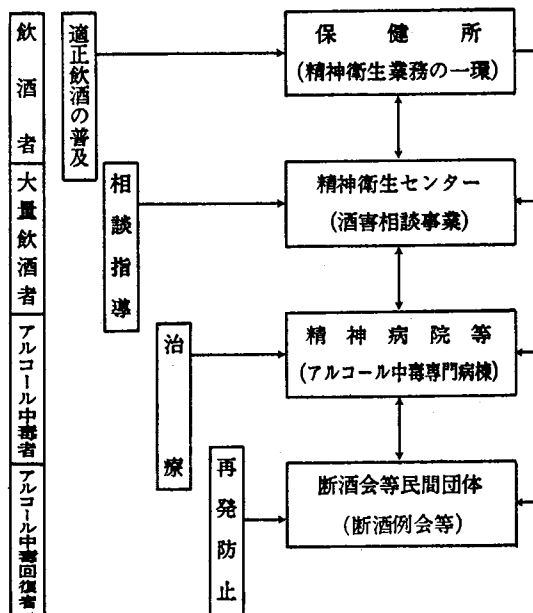 飲酒者
適正飲酒の普及
保健所
(精神衛生業務の一環)
大量飲酒者
相談指導
精神衛生センター
(酒害相談事業)
アルコール中毒者
治療
精神病院等
(アルコール中毒専門病棟)
アルコール中毒回復者
再発防止
断酒会等民間団体
(断酒例会等)